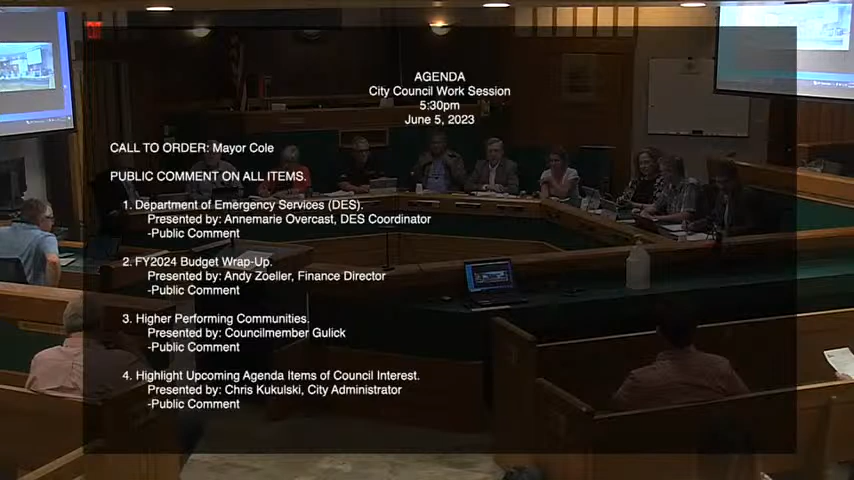 AGENDA
City Council Work Session
5:30pm
June 5, 2023
CALL TO ORDER: Mayor Cole
PUBLIC COMMENT ON ALL ITEMS.
1. Department of Emergency Services (DES).
Presented by: Annemarie Overcast, DES Coordinator
-Public Comment
2. FY2024 Budget Wrap-Up.
Presented by: Andy Zoeller, Finance Director
-Public Comment
3. Higher Performing Communities.
Presented by: Councilmember Gulick
-Public Comment
4. Highlight Upcoming Agenda Items of Council Interest.
Presented by: Chris Kukulski, City Administrator
-Public Comment